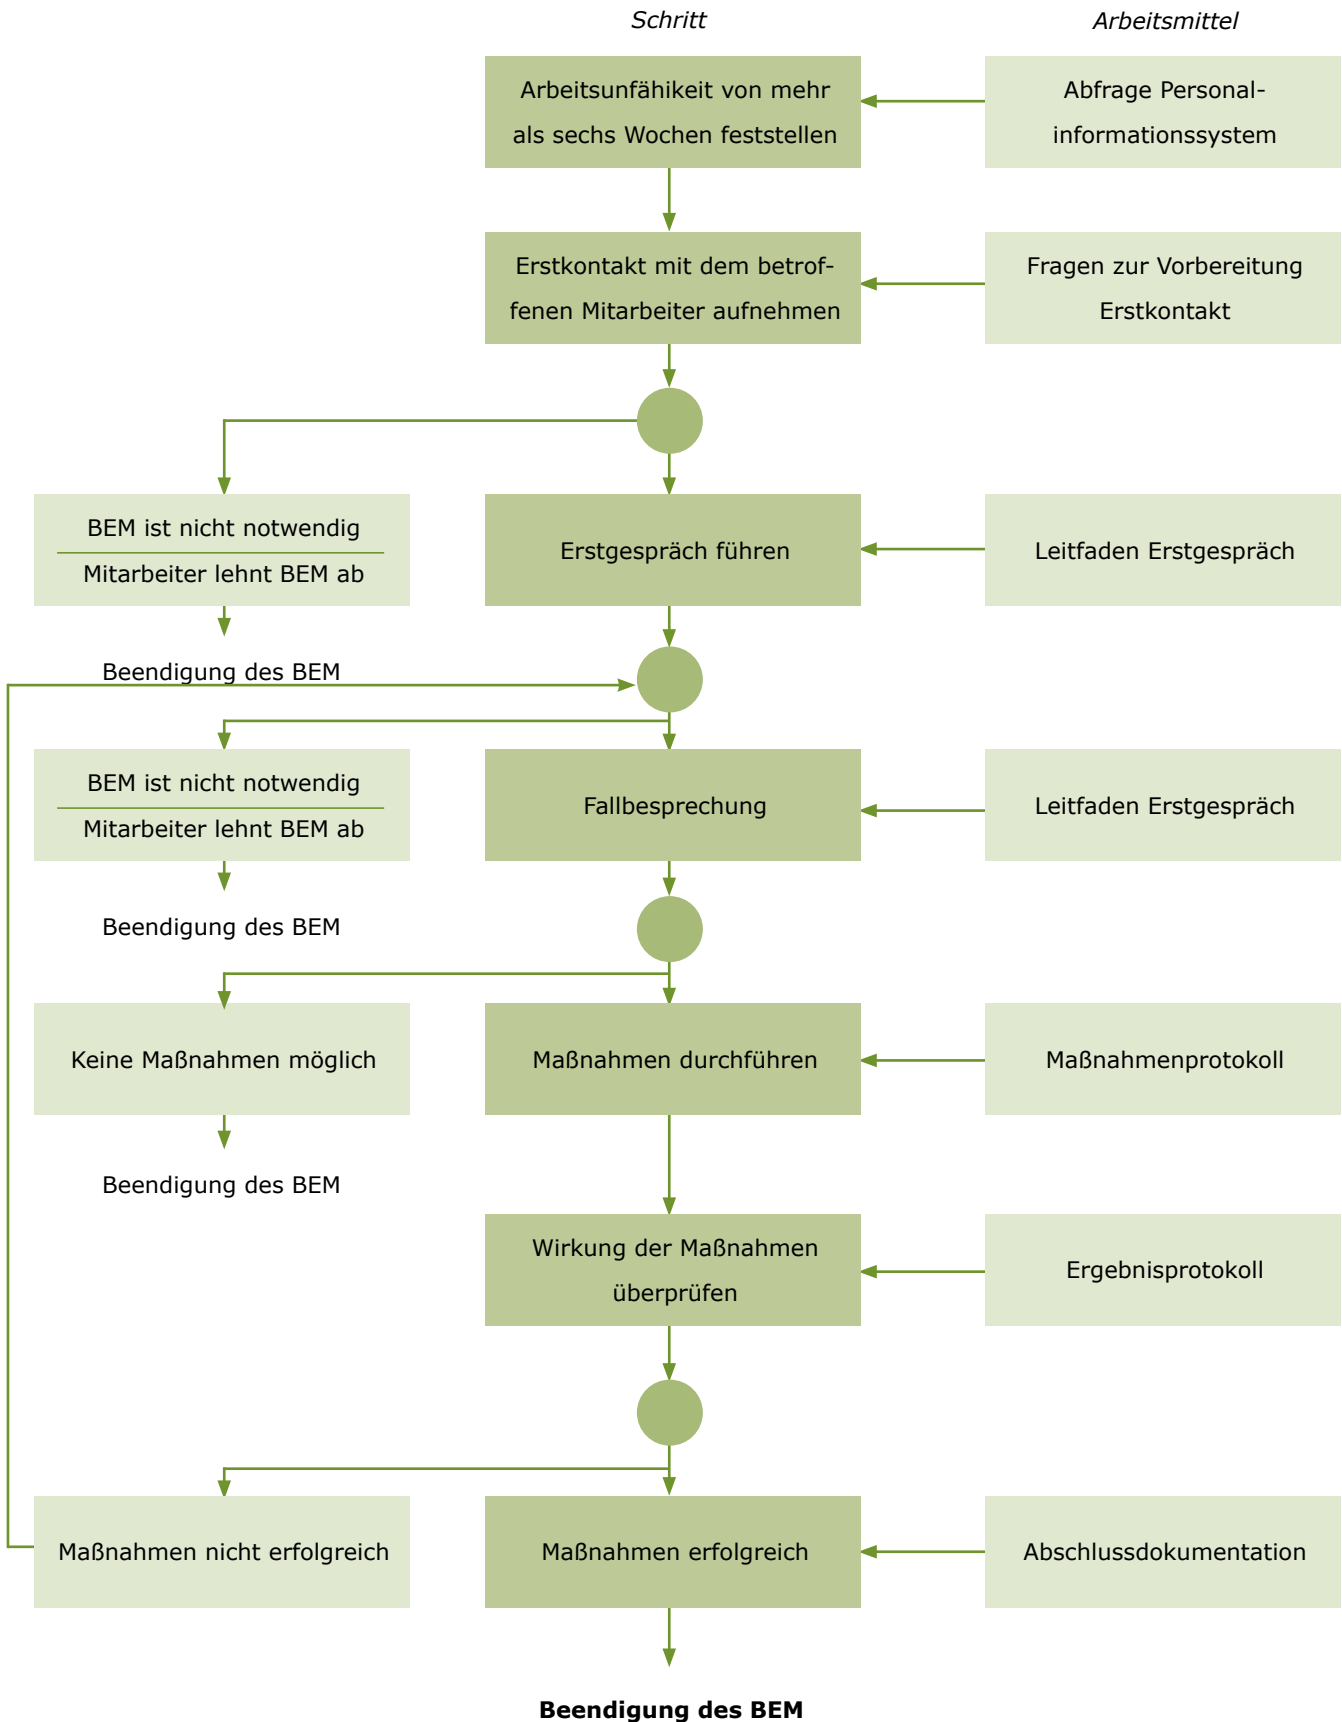 Schritt
Arbeitsmittel
Arbeitsunfähikeit von mehr
als sechs Wochen feststellen
Abfrage Personal-
informationssystem
Erstkontakt mit dem betrof-
fenen Mitarbeiter aufnehmen
Fragen zur Vorbereitung
Erstkontakt
BEM ist nicht notwendig
Mitarbeiter lehnt BEM ab
Erstgespräch führen
Leitfaden Erstgespräch
Beendigung des BEM
BEM ist nicht notwendig
Mitarbeiter lehnt BEM ab
Fallbesprechung
Leitfaden Erstgespräch
Beendigung des BEM
Keine Maßnahmen möglich
Maßnahmen durchführen
Maßnahmenprotokoll
Beendigung des BEM
Wirkung der Maßnahmen
überprüfen
Ergebnisprotokoll
Maßnahmen nicht erfolgreich
Maßnahmen erfolgreich
Abschlussdokumentation
Beendigung des BEM